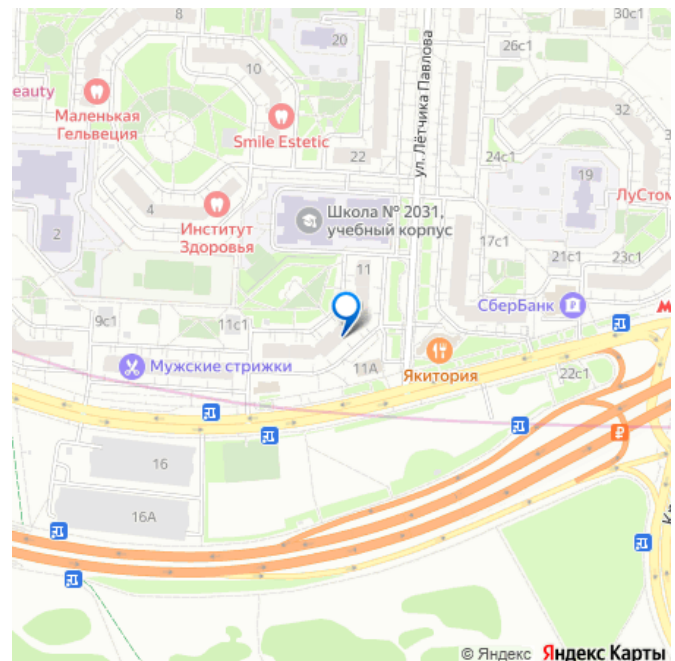 8
30с1
20
26с1
10
eauty
Маленькая
Гельвеция
Smile Estetic
ул. Лётчика Павлова
32
22
24с1
19
4
ЛуСтом
Институт
Здоровья
Школа № 2031,
учебный корпус
2
17с1
21с1
23с1
11
СберБанк
М
9с1
11с1
Мужские стрижки
11А
Якитория
22с1
16
16А
© Яндекс Яндекс Карты